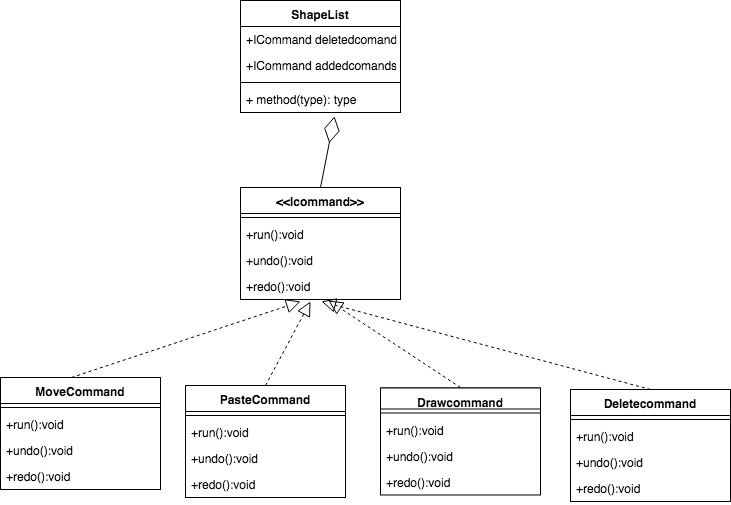 ShapeList
+ICommand deletedcomand
+ICommand addedcomands
+ method(type): type
<<Icommand>>
+run():void
+undo():void
+redo():void
MoveCommand
+run():void
+undo():void
+redo():void
PasteCommand
+run():void
+undo():void
+redo():void
Drawcommand
+run():void
+undo():void
+redo():void
Deletecommand
+run():void
+undo():void
+redo():void